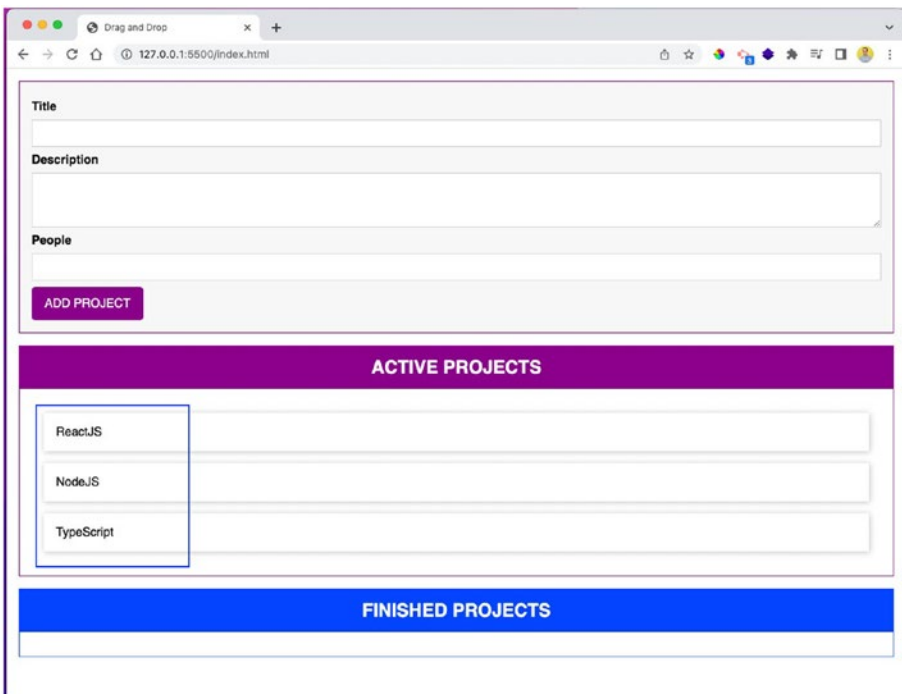 Drag and Drop
127.0.0.1:5500/index.html
Title
Description
People
ADD PROJECT
ACTIVE PROJECTS
ReactJS
NodeJS
TypeScript
FINISHED PROJECTS